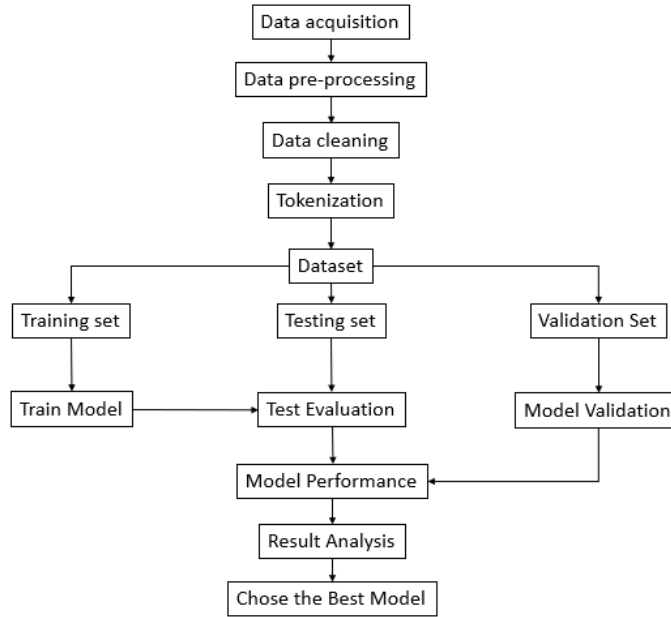 Data acquisition
Data pre-processing
Data cleaning
Tokenization
Dataset
Training set
Testing set
Validation Set
Train Model
Test Evaluation
Model Validation
Model Performance
Result Analysis
Chose the Best Model